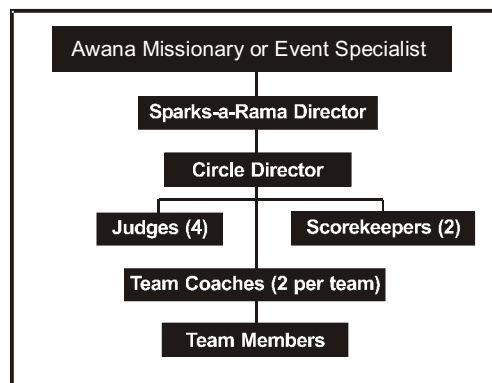 Awana Missionary or Event Specialist
Sparks-a-Rama Director
Circle Director
Judges (4)
Scorekeepers (2)
Team Coaches (2 per team)
Team Members